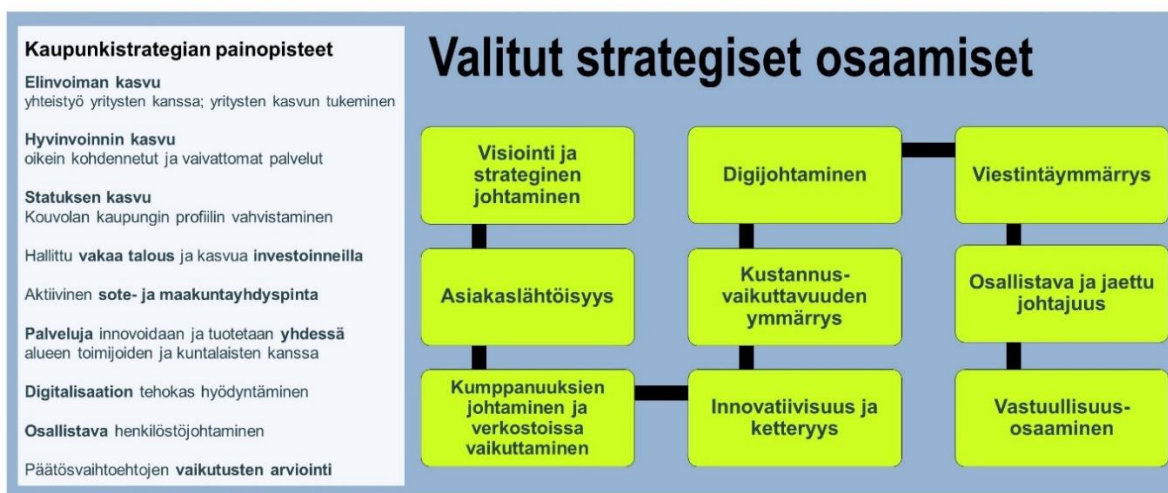 Kaupunkistrategian painopisteet
Elinvoiman kasvu
yhteistyö yritysten kanssa; yritysten kasvun tukeminen
Hyvinvoinnin kasvu
oikein kohdennetut ja vaivattomat palvelut
Statuksen kasvu
Kouvolan kaupungin profiilin vahvistaminen
Hallittu vakaa talous ja kasvua investoinneilla
Aktiivinen sote- ja maakuntayhdyspinta
Palveluja innovoidaan ja tuotetaan yhdessä
alueen toimijoiden ja kuntalaisten kanssa
Digitalisaation tehokas hyödyntäminen
Osallistava henkilöstöjohtaminen
Päätösvaihtoehtojen vaikutusten arviointi
Valitut strategiset osaamiset
Visiointi ja
strateginen
johtaminen
Asiakaslähtöisyys
Kumppanuuksien
johtaminen ja
verkostoissa
vaikuttaminen
Innovatiivisuus ja
ketteryys
Kustannus-
vaikuttavuuden
ymmärrys
Digijohtaminen
Viestintäymmärrys
Osallistava ja jaettu
johtajuus
Vastuullisuus-
osaaminen